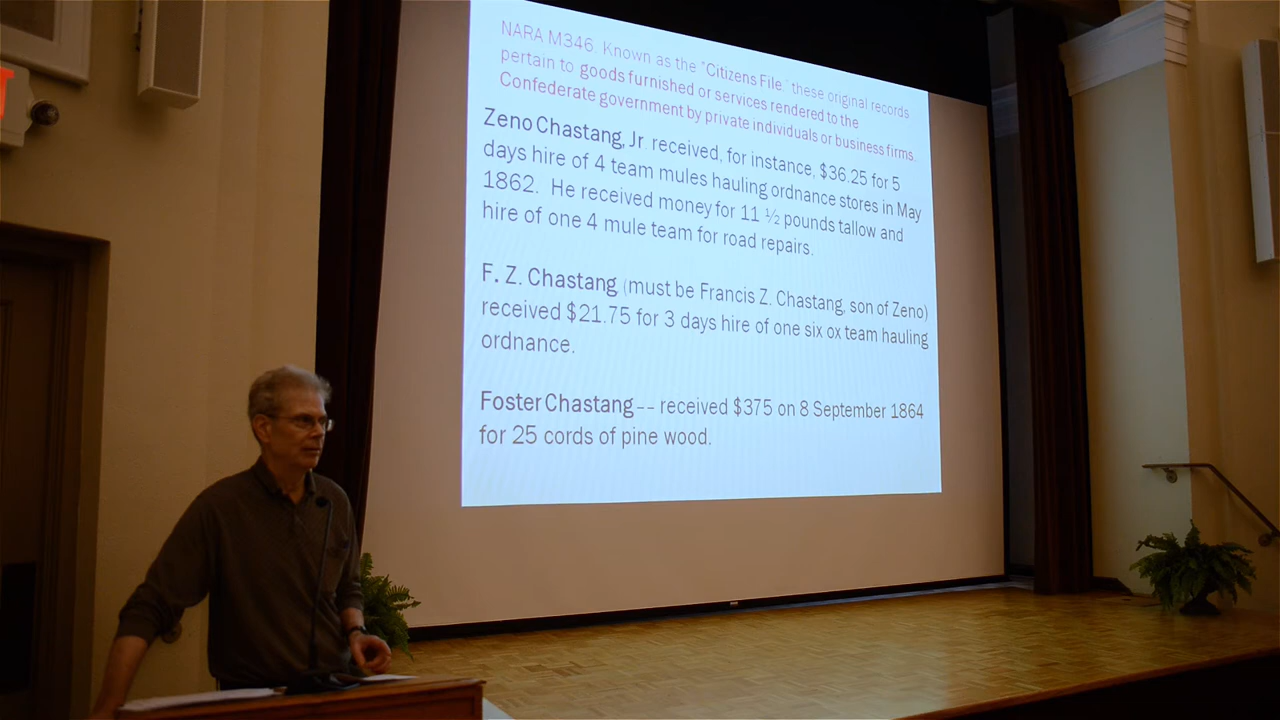 NARA M346. Known as the "Citizens File," these original records
pertain to goods furnished or services rendered to the
Confederate government by private individuals or business firms.
Zeno Chastang, Jr. received, for instance, $36.25 for 5
days hire of 4 team mules hauling ordnance stores in May
1862. He received money for 11 ½ pounds tallow and
hire of one 4 mule team for road repairs.
F. Z. Chastang (must be Francis Z. Chastang, son of Zeno)
received $21.75 for 3 days hire of one six ox team hauling
ordnance.
Foster Chastang -- received $375 on 8 September 1864
for 25 cords of pine wood.